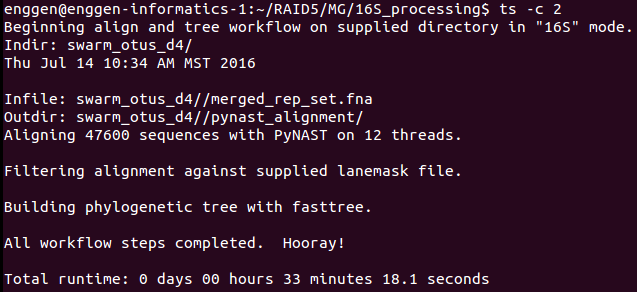 enggen@enggen-informatics-1:~/RAID5/MG/16S_processing$ ts -c 2
Beginning align and tree workflow on supplied directory in "16S" mode.
Indir: swarm_otus_d4/
Thu Jul 14 10:34 AM MST 2016
Infile: swarm_otus_d4//merged_rep_set.fna
Outdir: swarm_otus_d4//pynast_alignment/
Aligning 47600 sequences with PyNAST on 12 threads.
Filtering alignment against supplied lanemask file.
Building phylogenetic tree with fasttree.
All workflow steps completed.  Hooray!
Total runtime: 0 days 00 hours 33 minutes 18.1 seconds